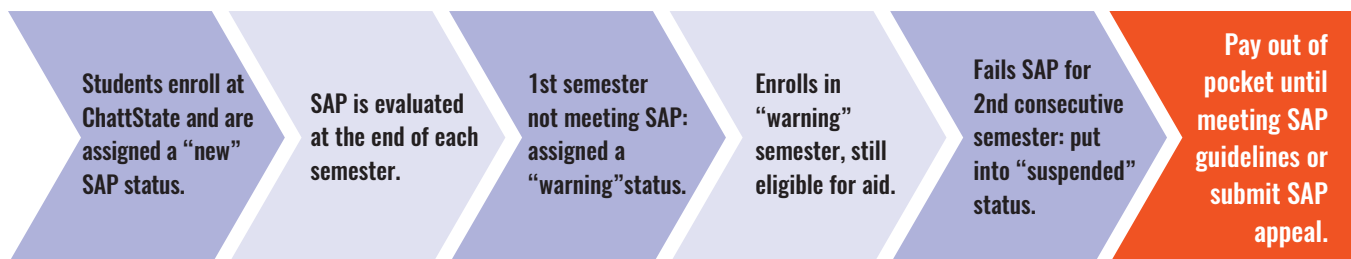 Students enroll at
ChattState and are
assigned a “new”
SAP status.
SAP is evaluated
at the end of each
semester.
1st semester
not meeting SAP:
assigned a
“warning”status.
Enrolls in
“warning”
semester, still
eligible for aid.
Fails SAP for
2nd consecutive
semester: put
into “suspended”
status.
Pay out of
pocket until
meeting SAP
guidelines or
submit SAP
appeal.